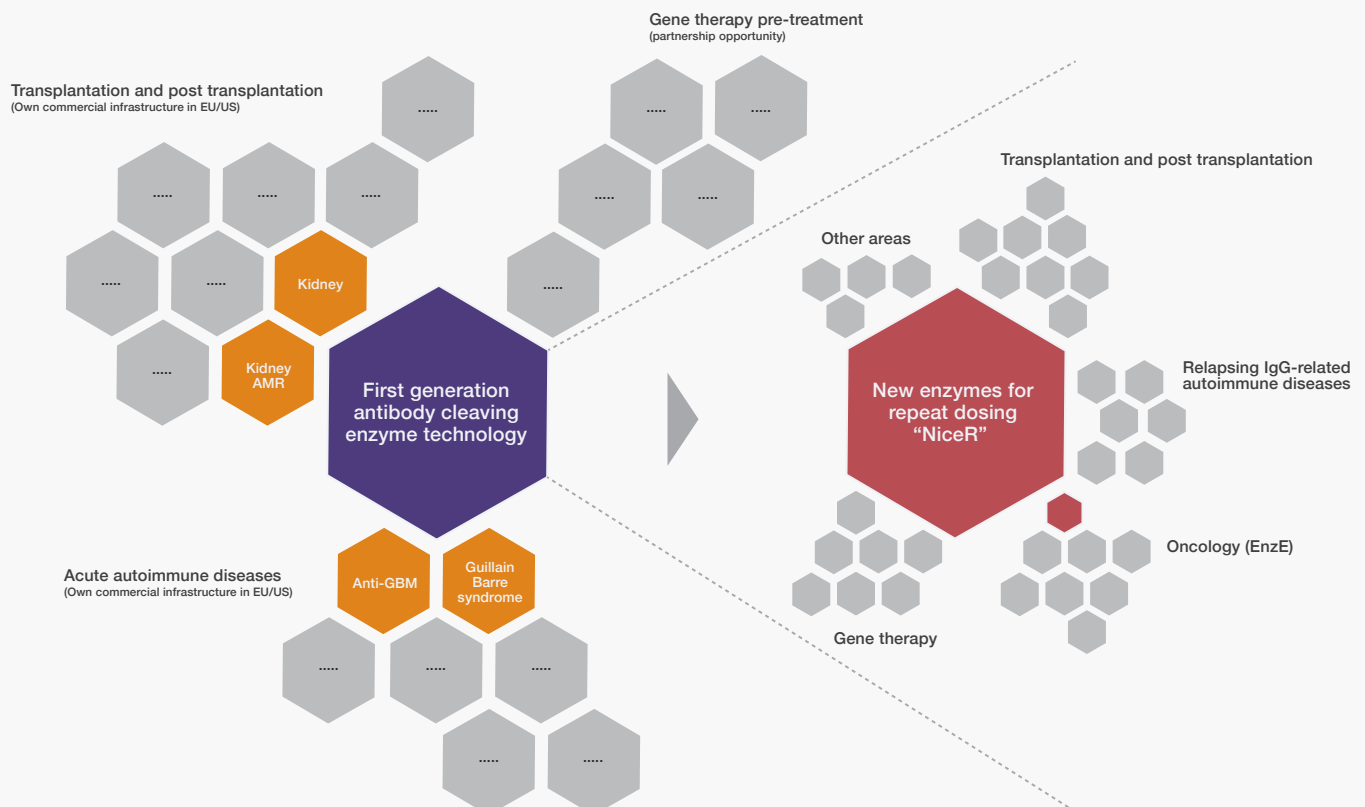 Gene therapy pre-treatment
(partnership opportunity)
Transplantation and post transplantation
(Own commercial infrastructure in EU/US)
.....
.....
.....
.....
.....
.....
.....
.....
.....
.....
.....
Kidney
.....
.....
Kidney
AMR
First generation
antibody cleaving
enzyme technology
Acute autoimmune diseases
(Own commercial infrastructure in EU/US)
Anti-GBM
Guillain
Barre
syndrome
.....
.....
.....
.....
.....
Transplantation and post transplantation
Other areas
New enzymes for
repeat dosing
“NiceR”
Relapsing IgG-related
autoimmune diseases
Oncology (EnzE)
Gene therapy